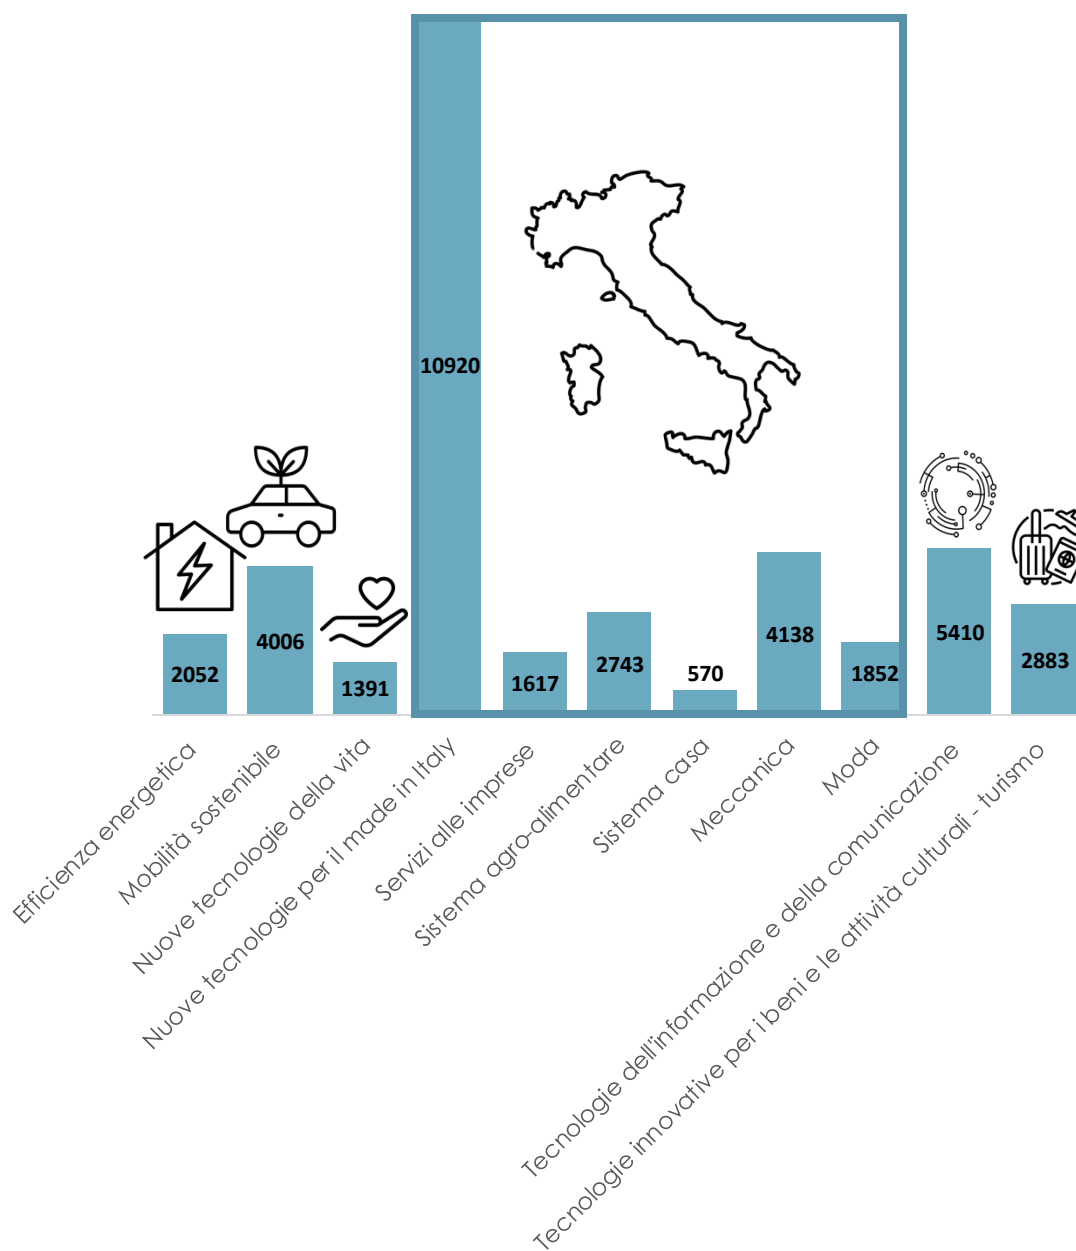 10920
2052
4006
1391
1617
2743
570
4138
1852
5410
2883
Efficienza energetica
Mobilità sostenibile
Nuove tecnologie della vita
Nuove tecnologie per il made in Italy
Servizi alle imprese
Sistema agro-alimentare
Sistema casa
Meccanica
Moda
Tecnologie dell'informazione e della comunicazione
Tecnologie innovative per i beni e le attività culturali - turismo